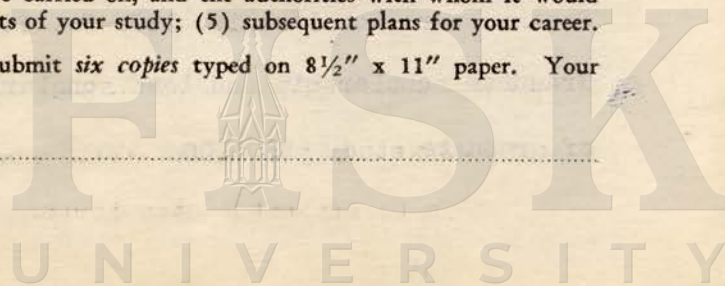 ts of your study; (5) subsequent plans for your career.
ubmit six copies typed on 8½" x 11" paper. Your
FISK
UNIVERSITY